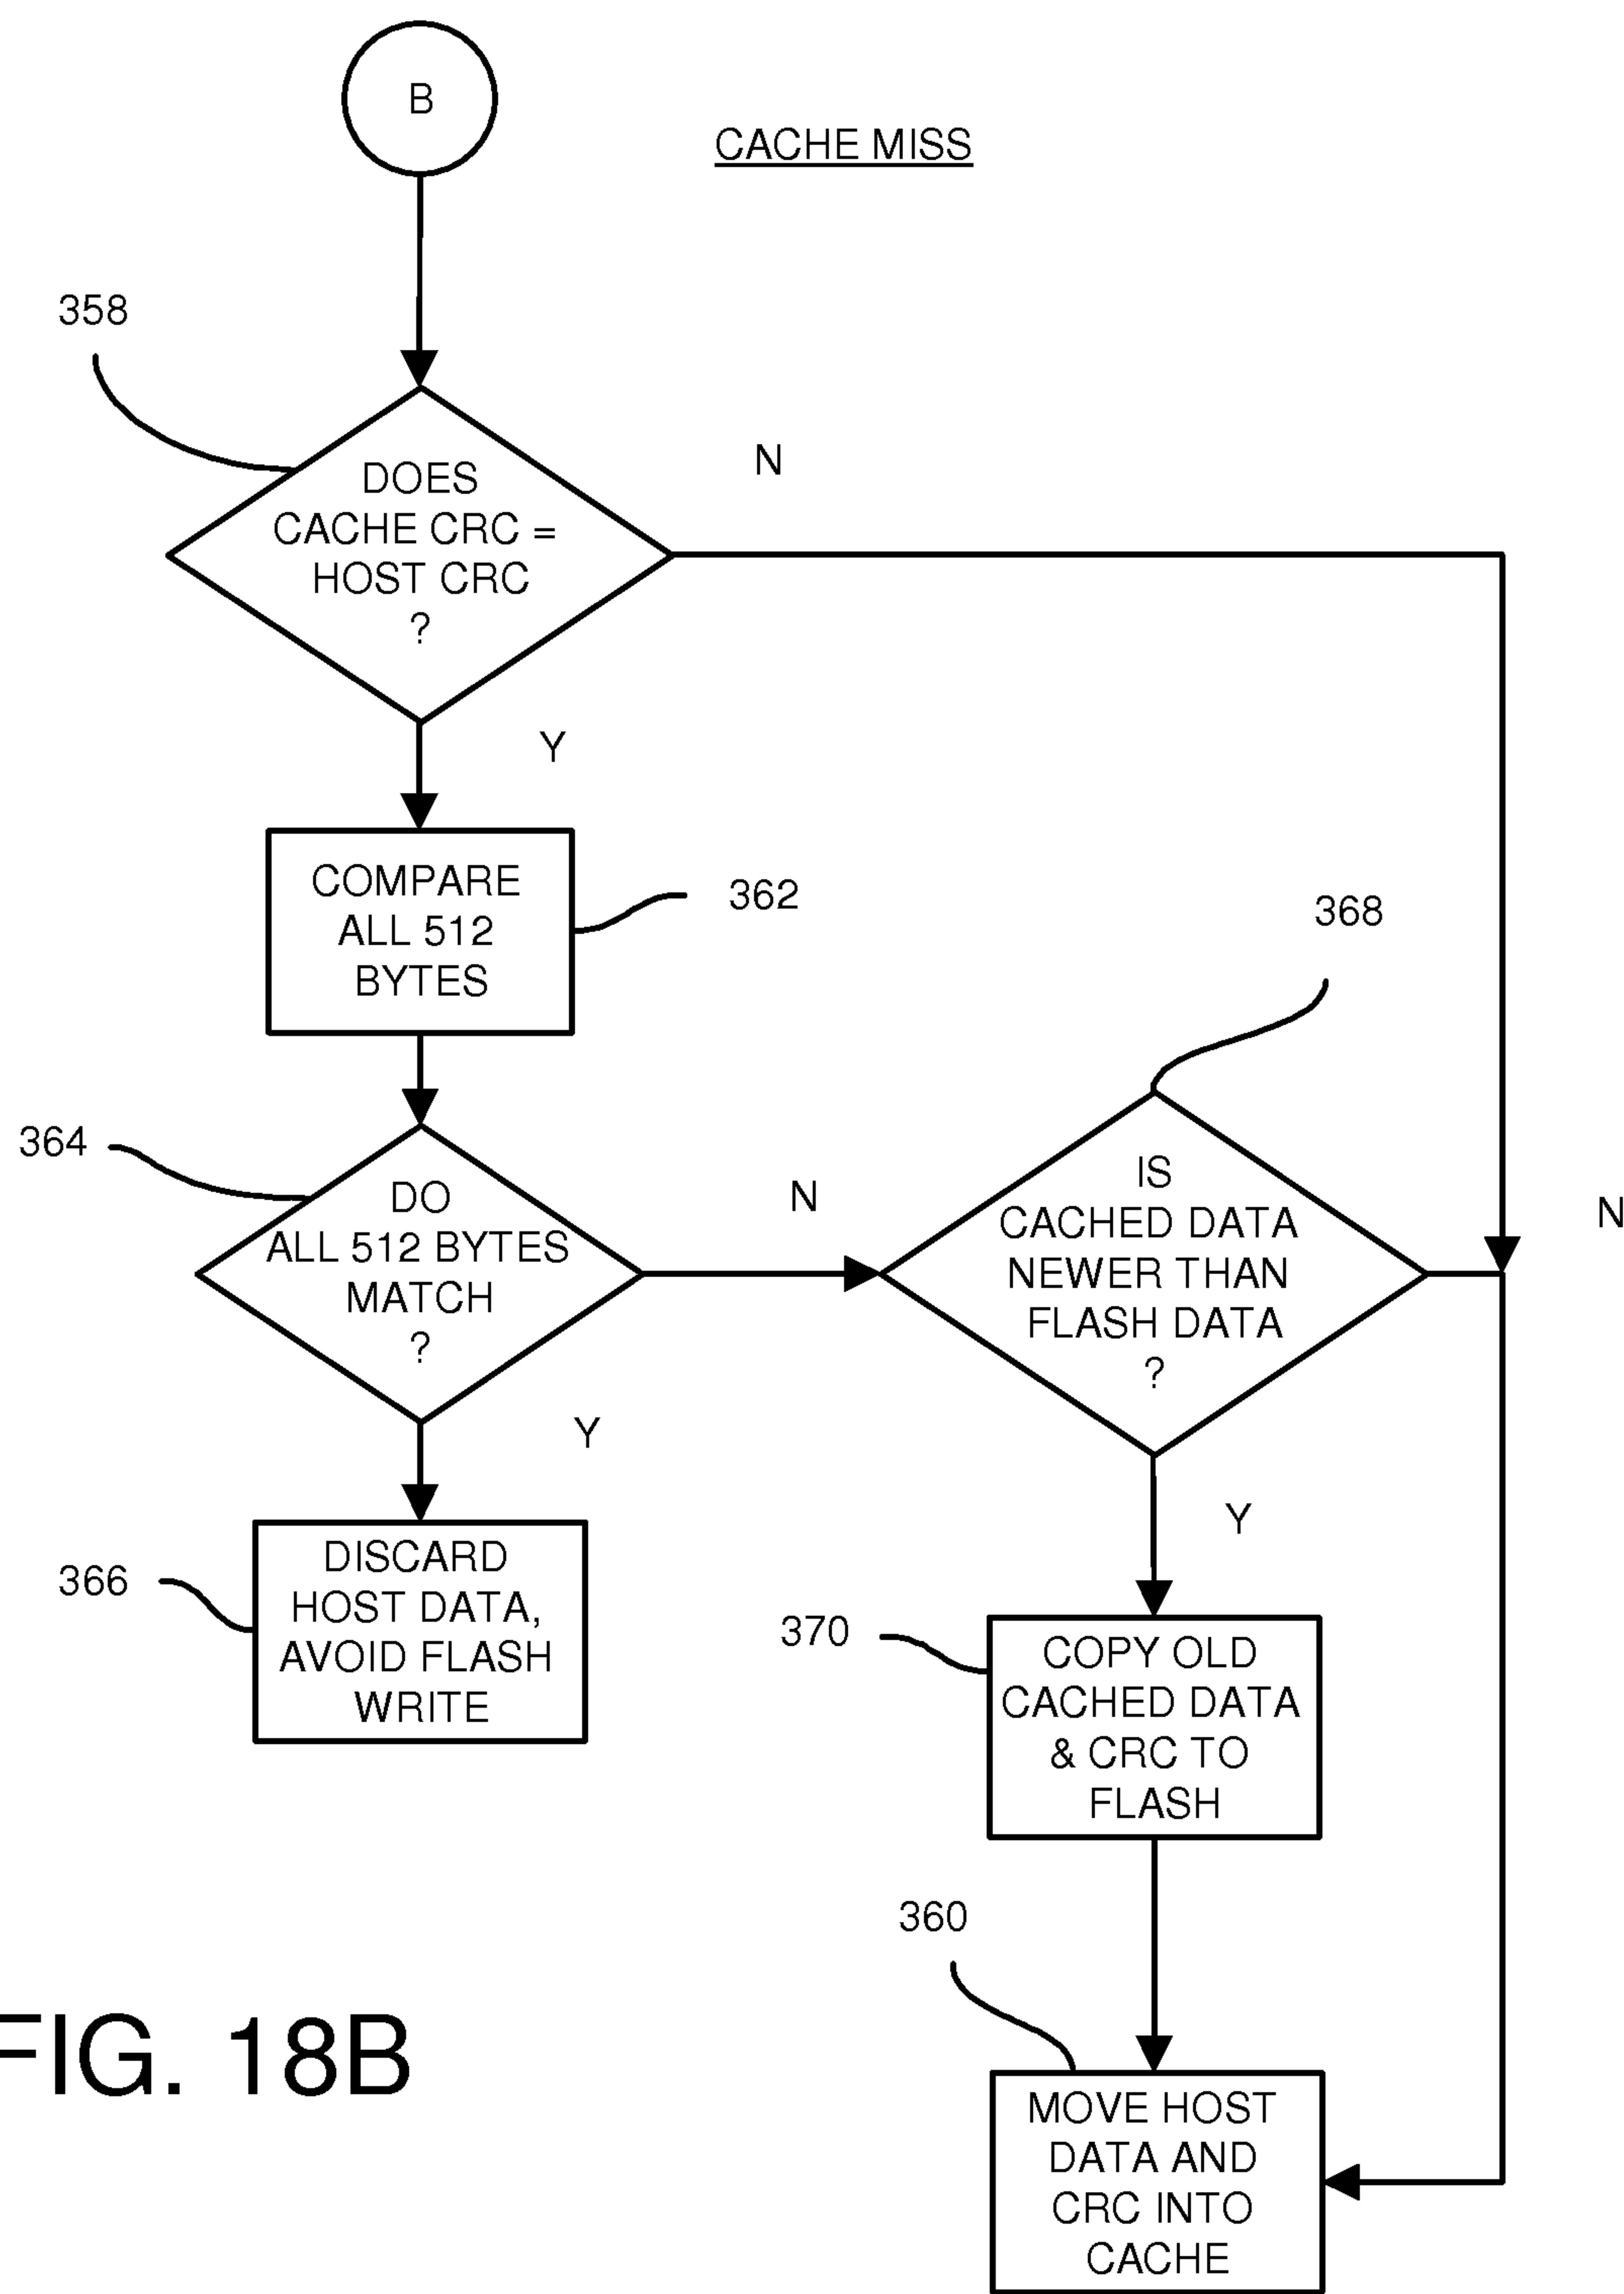 B
CACHE MISS
358
DOES
CACHE CRC =
HOST CRC
?
N
Y
COMPARE
ALL 512
BYTES
362
368
364
DO
ALL 512 BYTES
MATCH
?
N
IS
CACHED DATA
NEWER THAN
FLASH DATA
?
N
Y
Y
366
DISCARD
HOST DATA,
AVOID FLASH
WRITE
370
COPY OLD
CACHED DATA
& CRC TO
FLASH
360
MOVE HOST
DATA AND
CRC INTO
CACHE
FIG. 18B